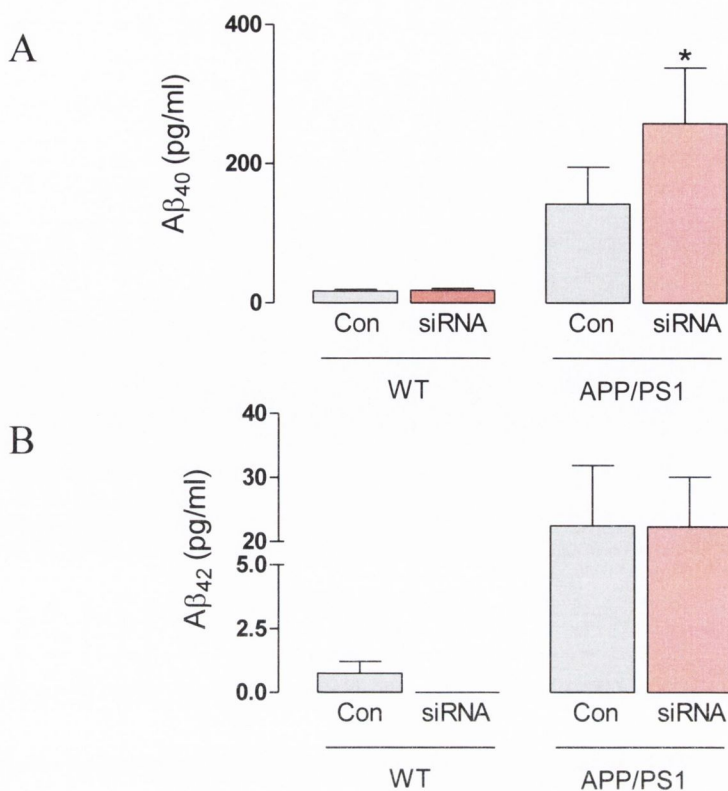 A
Aβ40 (pg/ml)
400
200
0
*
Con siRNA Con siRNA
WT APP/PS1
B
Aβ42 (pg/ml)
40
30
20
5.0
2.5
0.0
Con siRNA Con siRNA
WT APP/PS1